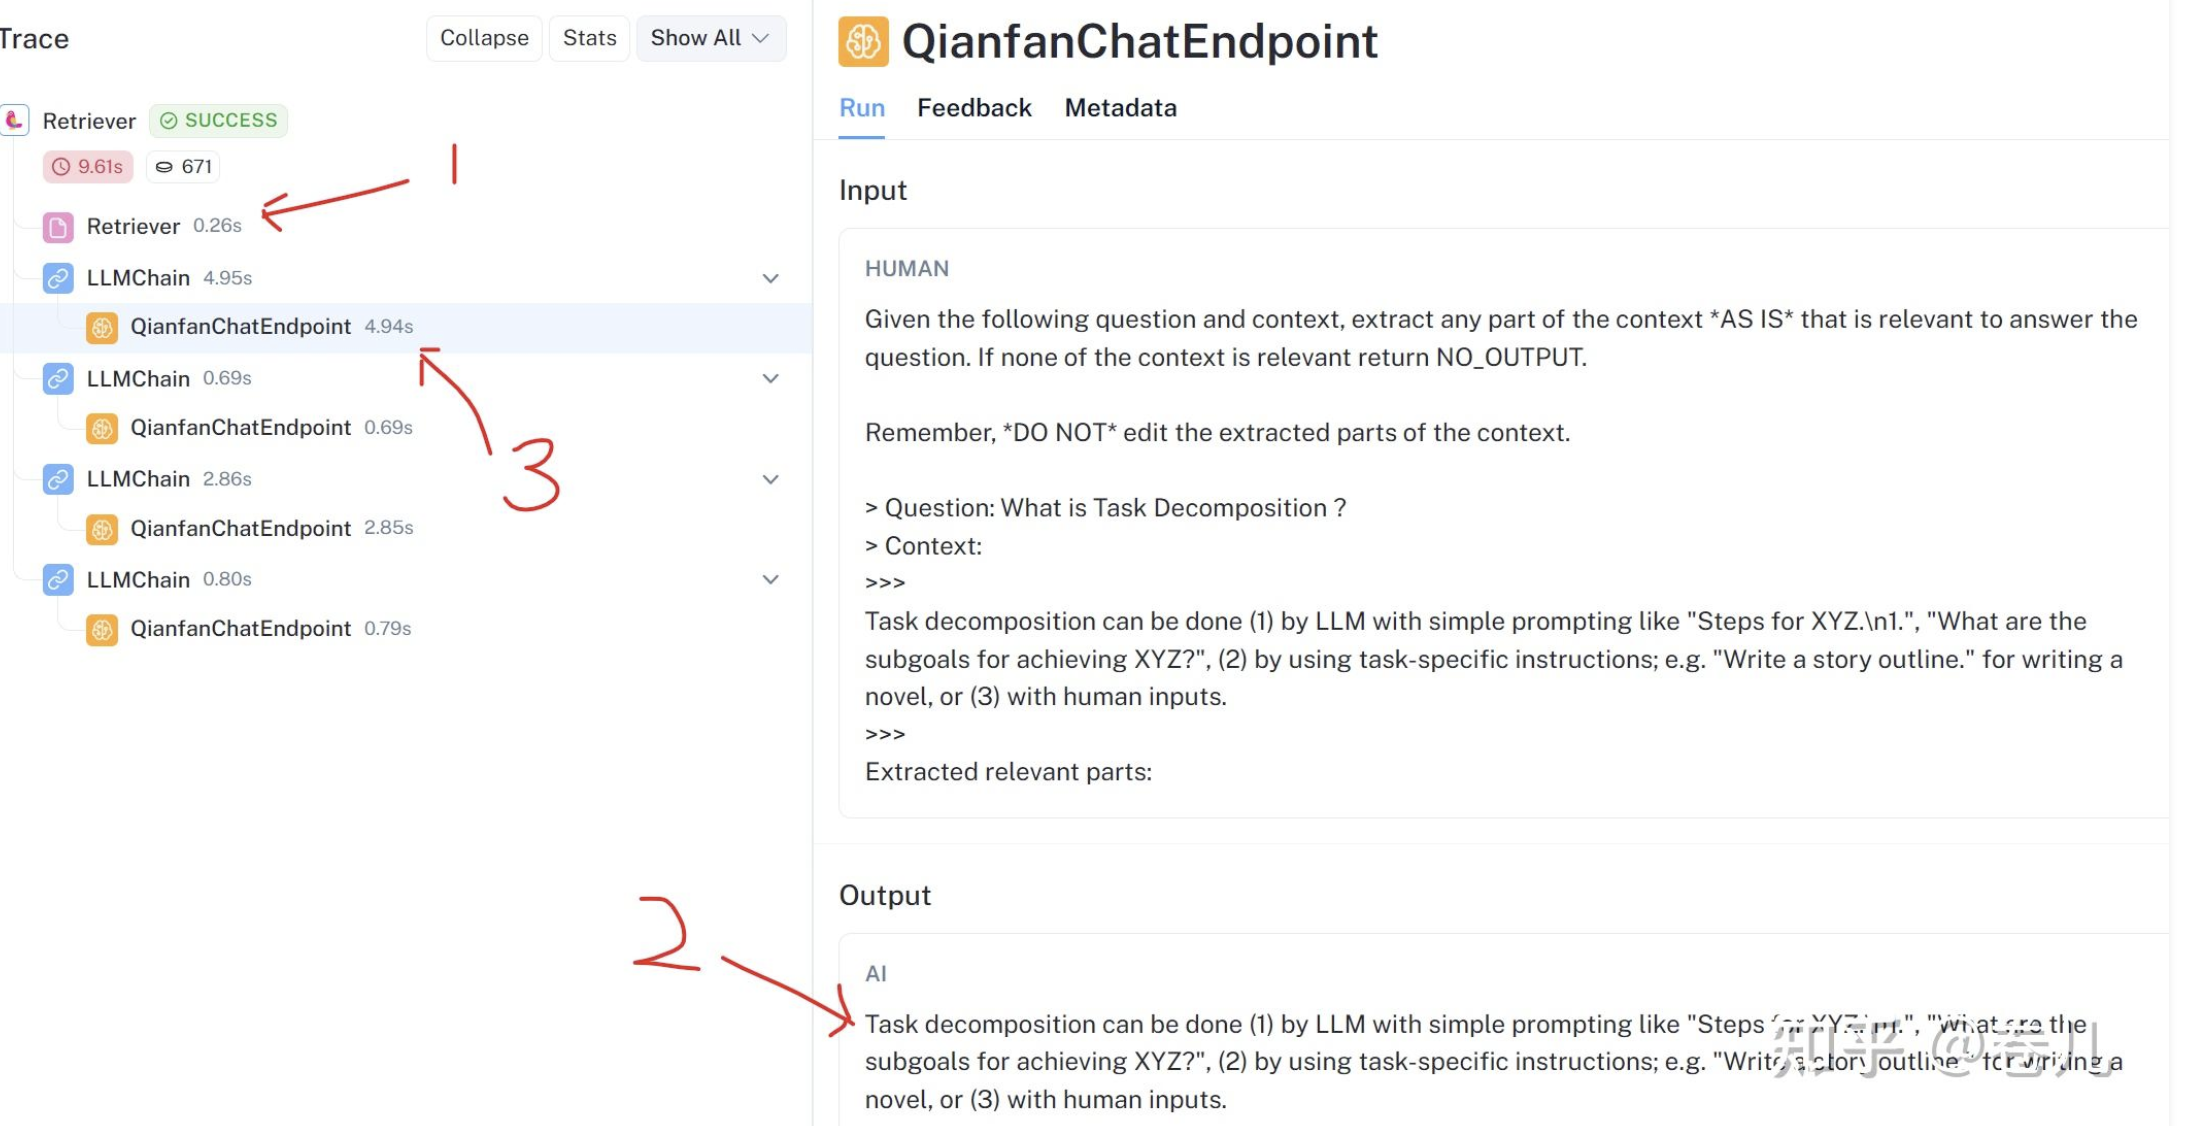 Trace
Collapse
Stats
Show All
Retriever
SUCCESS
9.61s
671
1
Retriever 0.26s
LLMChain 4.95s
QianfanChatEndpoint 4.94s
LLMChain 0.69s
QianfanChatEndpoint 0.69s
3
LLMChain 2.86s
QianfanChatEndpoint 2.85s
LLMChain 0.80s
QianfanChatEndpoint 0.79s
2
QianfanChatEndpoint
Run Feedback Metadata
Input
HUMAN
Given the following question and context, extract any part of the context *AS IS* that is relevant to answer the
question. If none of the context is relevant return NO_OUTPUT.
Remember, *DO NOT* edit the extracted parts of the context.
> Question: What is Task Decomposition ?
> Context:
>>>
Task decomposition can be done (1) by LLM with simple prompting like "Steps for XYZ.\n1.", "What are the
subgoals for achieving XYZ?", (2) by using task-specific instructions; e.g. "Write a story outline." for writing a
novel, or (3) with human inputs.
>>>
Extracted relevant parts:
Output
AI
Task decomposition can be done (1) by LLM with simple prompting like "Steps for XYZ.\n1.", "What are the
subgoals for achieving XYZ?", (2) by using task-specific instructions; e.g. "Write a story outline." for writing a
novel, or (3) with human inputs.
知乎 @卷儿